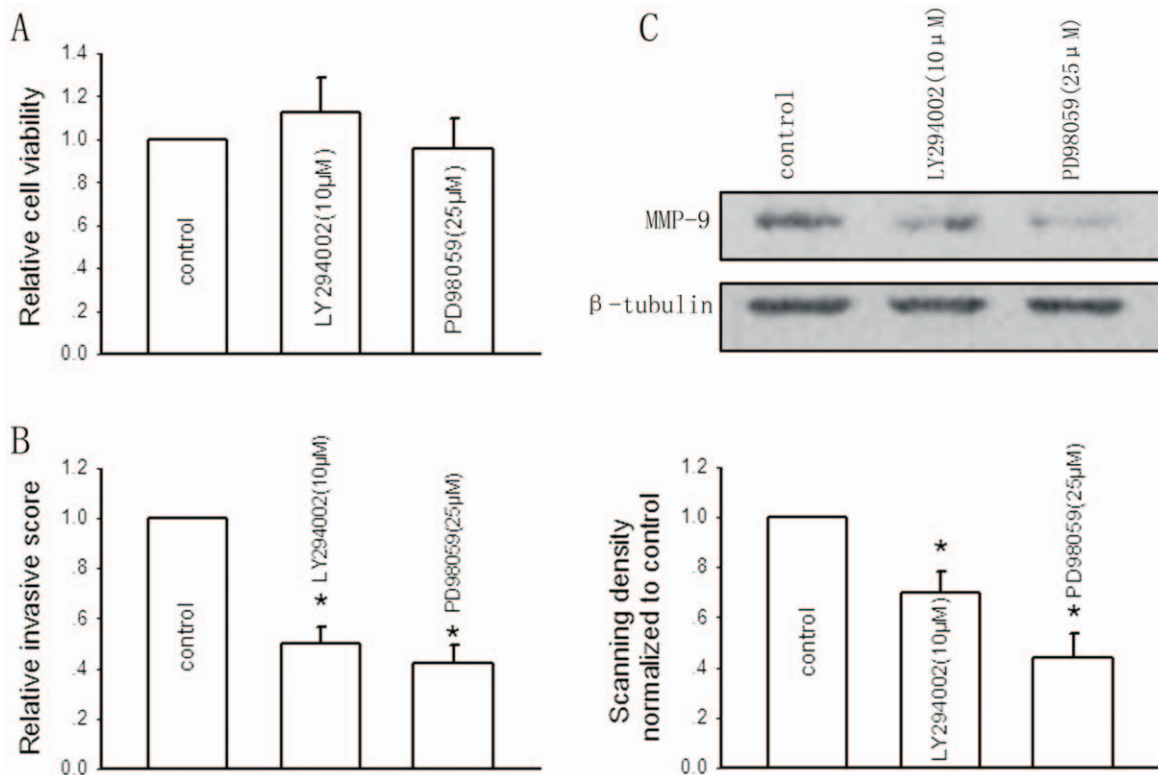 A
Relative cell viability
1.4
1.2
1.0
.8
.6
.4
.2
0.0
control
LY294002(10μM)
PD98059(25μM)
B
Relative invasive score
1.2
1.0
.8
.6
.4
.2
0.0
control
* LY294002(10μM)
* PD98059(25μM)
C
control
LY294002(10μM)
PD98059(25μM)
MMP-9
β-tubulin
Scanning density
normalized to control
1.2
1.0
.8
.6
.4
.2
0.0
control
*
LY294002(10μM)
* PD98059(25μM)